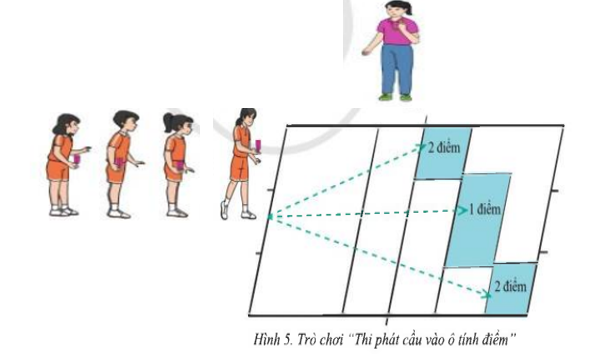 2 điểm
1 điểm
2 điểm
Hình 5. Trò chơi “Thi phát cầu vào ô tính điểm”